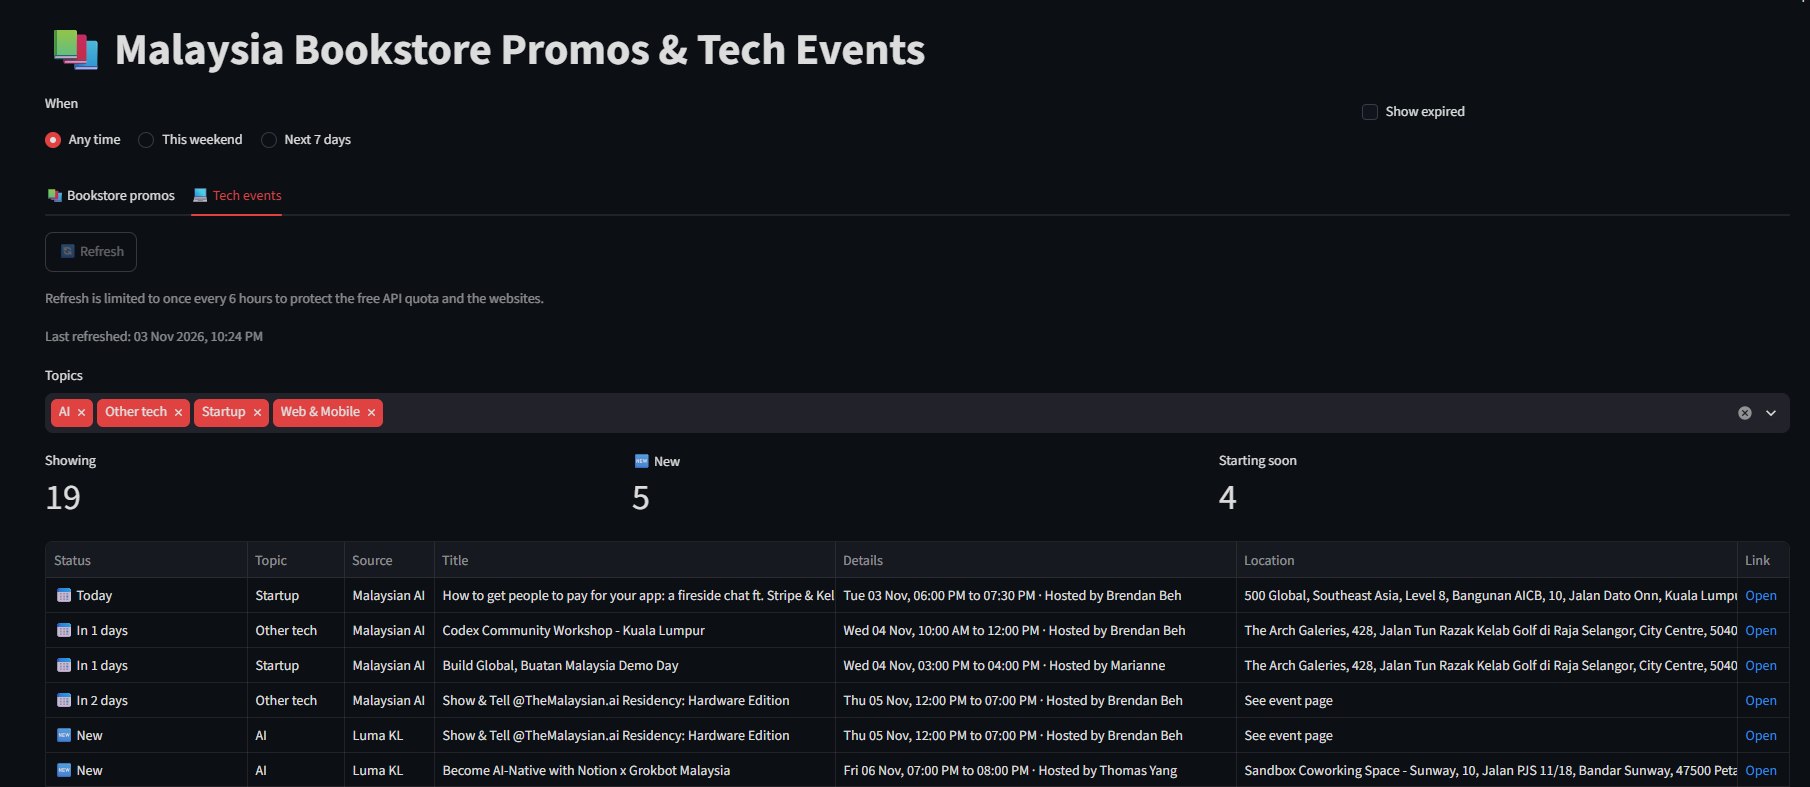 Malaysia Bookstore Promos & Tech Events
When
Show expired
Any time This weekend Next 7 days
Bookstore promos Tech events
Refresh
Refresh is limited to once every 6 hours to protect the free API quota and the websites.
Last refreshed: 03 Nov 2026, 10:24 PM
Topics
AI × Other tech × Startup × Web & Mobile ×
Showing NEW New Starting soon
19 5 4
Status Topic Source Title Details Location Link
Today Startup Malaysian AI How to get people to pay for your app: a fireside chat ft. Stripe & Kel Tue 03 Nov, 06:00 PM to 07:30 PM · Hosted by Brendan Beh 500 Global, Southeast Asia, Level 8, Bangunan AICB, 10, Jalan Dato Onn, Kuala Lumpu Open
In 1 days Other tech Malaysian AI Codex Community Workshop - Kuala Lumpur Wed 04 Nov, 10:00 AM to 12:00 PM · Hosted by Brendan Beh The Arch Galeries, 428, Jalan Tun Razak Kelab Golf di Raja Selangor, City Centre, 5040 Open
In 1 days Startup Malaysian AI Build Global, Buatan Malaysia Demo Day Wed 04 Nov, 03:00 PM to 04:00 PM · Hosted by Marianne The Arch Galeries, 428, Jalan Tun Razak Kelab Golf di Raja Selangor, City Centre, 5040 Open
In 2 days Other tech Malaysian AI Show & Tell @TheMalaysian.ai Residency: Hardware Edition Thu 05 Nov, 12:00 PM to 07:00 PM · Hosted by Brendan Beh See event page Open
NEW New AI Luma KL Show & Tell @TheMalaysian.ai Residency: Hardware Edition Thu 05 Nov, 12:00 PM to 07:00 PM · Hosted by Brendan Beh See event page Open
NEW New AI Luma KL Become AI-Native with Notion x Grokbot Malaysia Fri 06 Nov, 07:00 PM to 08:00 PM · Hosted by Thomas Yang Sandbox Coworking Space - Sunway, 10, Jalan PJS 11/18, Bandar Sunway, 47500 Peta Open